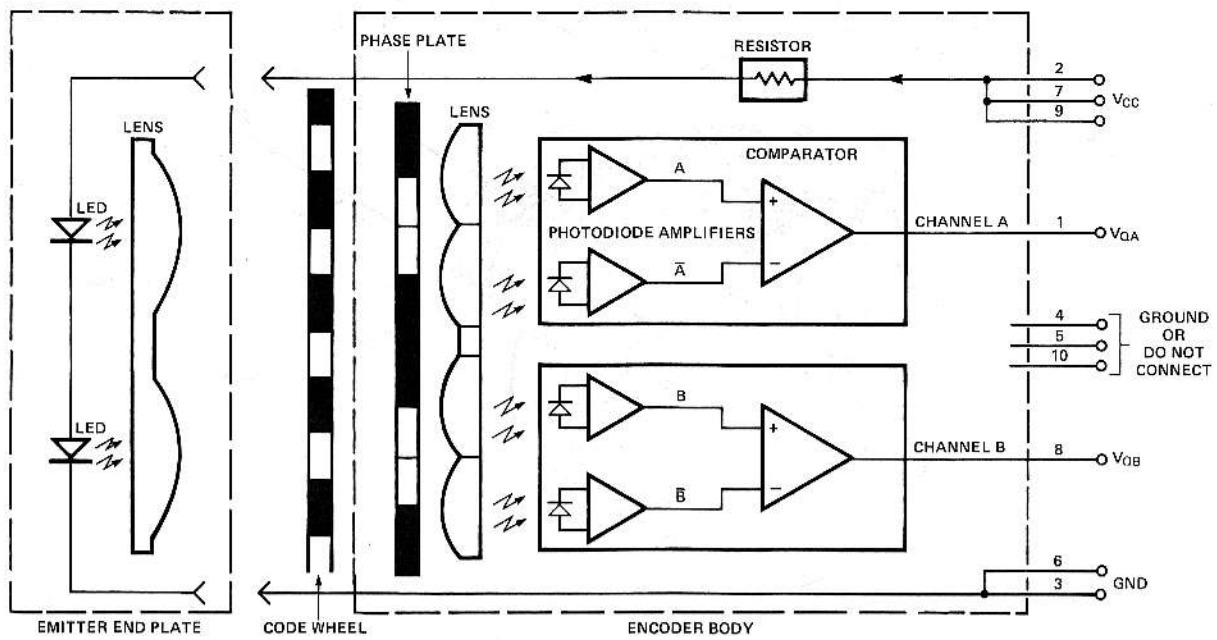 PHASE PLATE
RESISTOR
2
7
VCC
9
LENS
LENS
COMPARATOR
A
+
LED
PHOTODIODE AMPLIFIERS
CHANNEL A
1
VOA
Ā
−
4
5
10
GROUND
OR
DO NOT
CONNECT
B
+
LED
CHANNEL B
8
VOB
B̄
−
6
3
GND
EMITTER END PLATE
CODE WHEEL
ENCODER BODY